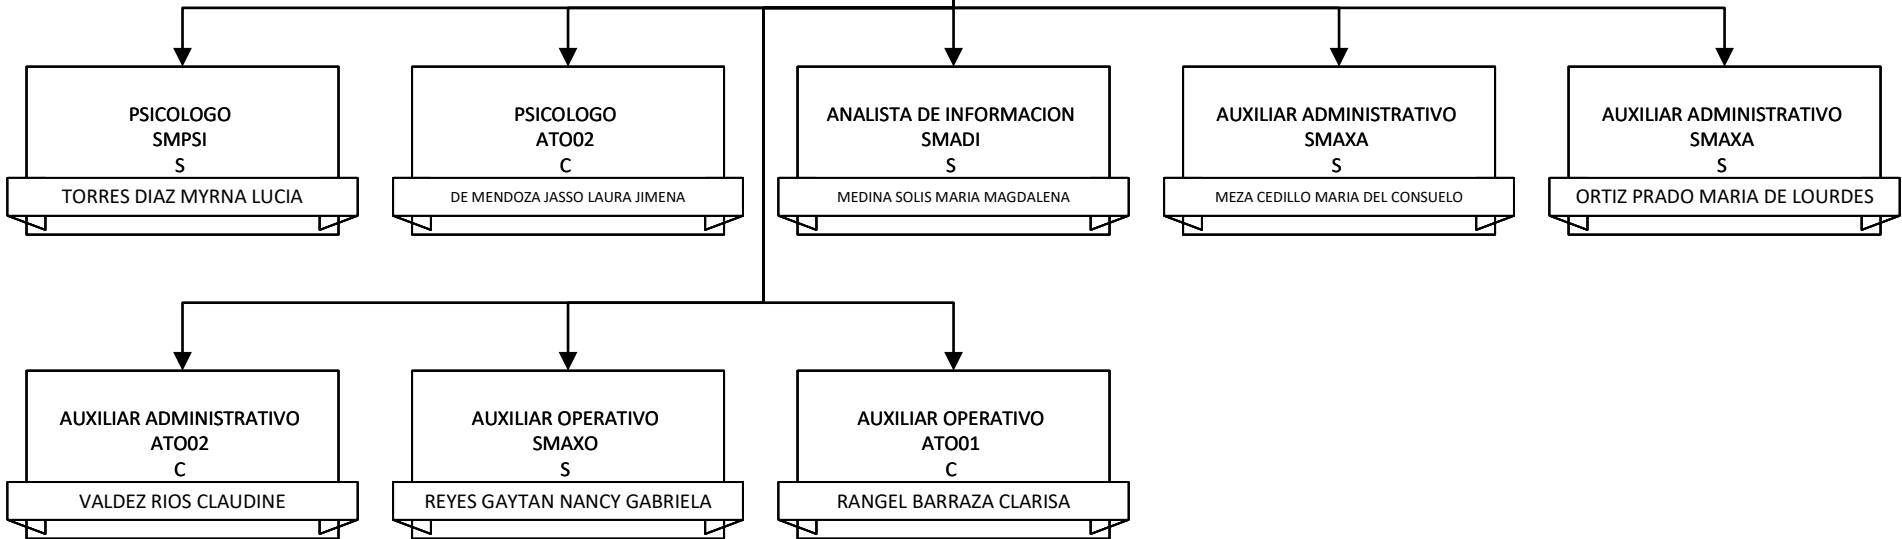 PSICOLOGO
SMPSI
S
TORRES DIAZ MYRNA LUCIA
PSICOLOGO
ATO02
C
DE MENDOZA JASSO LAURA JIMENA
ANALISTA DE INFORMACION
SMADI
S
MEDINA SOLIS MARIA MAGDALENA
AUXILIAR ADMINISTRATIVO
SMAXA
S
MEZA CEDILLO MARIA DEL CONSUELO
AUXILIAR ADMINISTRATIVO
SMAXA
S
ORTIZ PRADO MARIA DE LOURDES
AUXILIAR ADMINISTRATIVO
ATO02
C
VALDEZ RIOS CLAUDINE
AUXILIAR OPERATIVO
SMAXO
S
REYES GAYTAN NANCY GABRIELA
AUXILIAR OPERATIVO
ATO01
C
RANGEL BARRAZA CLARISA